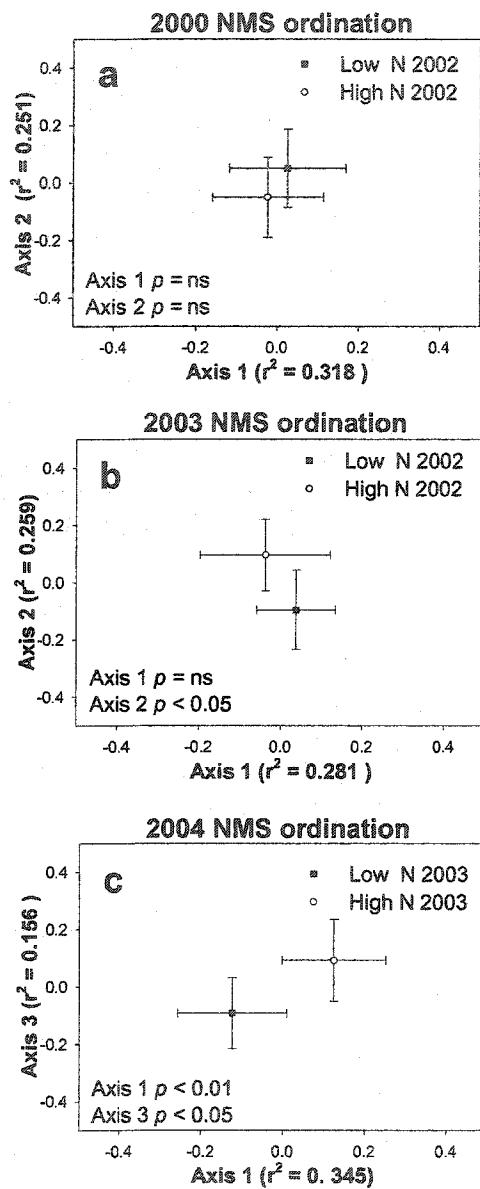 2000 NMS ordination
a
Low N 2002
High N 2002
0.4
0.2
0.0
-0.2
-0.4
Axis 2 (r² = 0.251)
Axis 1 p = ns
Axis 2 p = ns
-0.4 -0.2 0.0 0.2 0.4
Axis 1 (r² = 0.318 )
2003 NMS ordination
b
Low N 2002
High N 2002
0.4
0.2
0.0
-0.2
-0.4
Axis 2 (r² = 0.259)
Axis 1 p = ns
Axis 2 p < 0.05
-0.4 -0.2 0.0 0.2 0.4
Axis 1 (r² = 0.281 )
2004 NMS ordination
c
Low N 2003
High N 2003
0.4
0.2
0.0
-0.2
-0.4
Axis 3 (r² = 0.156)
Axis 1 p < 0.01
Axis 3 p < 0.05
-0.4 -0.2 0.0 0.2 0.4
Axis 1 (r² = 0. 345)